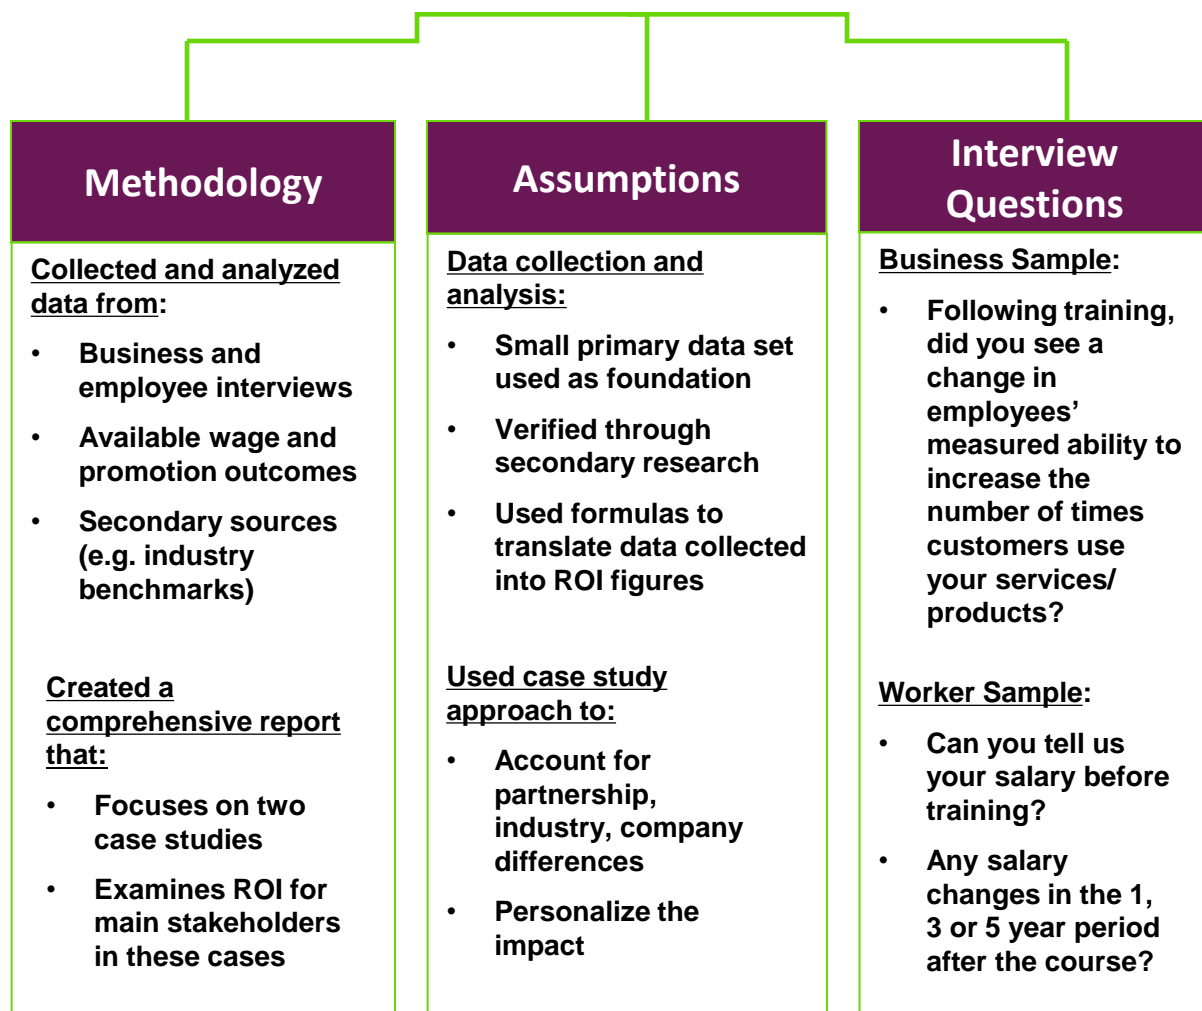 Methodology
Collected and analyzed
data from:
• Business and
employee interviews
• Available wage and
promotion outcomes
• Secondary sources
(e.g. industry
benchmarks)
Created a
comprehensive report
that:
• Focuses on two
case studies
• Examines ROI for
main stakeholders
in these cases
Assumptions
Data collection and
analysis:
• Small primary data set
used as foundation
• Verified through
secondary research
• Used formulas to
translate data collected
into ROI figures
Used case study
approach to:
• Account for
partnership,
industry, company
differences
• Personalize the
impact
Interview
Questions
Business Sample:
• Following training,
did you see a
change in
employees’
measured ability to
increase the
number of times
customers use
your services/
products?
Worker Sample:
• Can you tell us
your salary before
training?
• Any salary
changes in the 1,
3 or 5 year period
after the course?